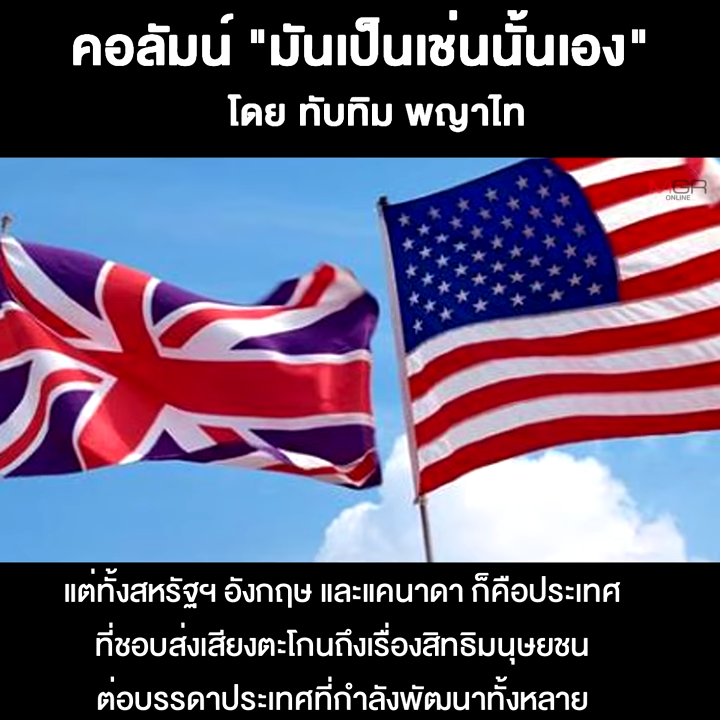 คอลัมน์ "มันเป็นเช่นนั้นเอง"
โดย ทับทิม พญาไท
MGR
ONLINE
แต่ทั้งสหรัฐฯ อังกฤษ และแคนาดา ก็คือประเทศ
ที่ชอบส่งเสียงตะโกนถึงเรื่องสิทธิมนุษยชน
ต่อบรรดาประเทศที่กำลังพัฒนาทั้งหลาย